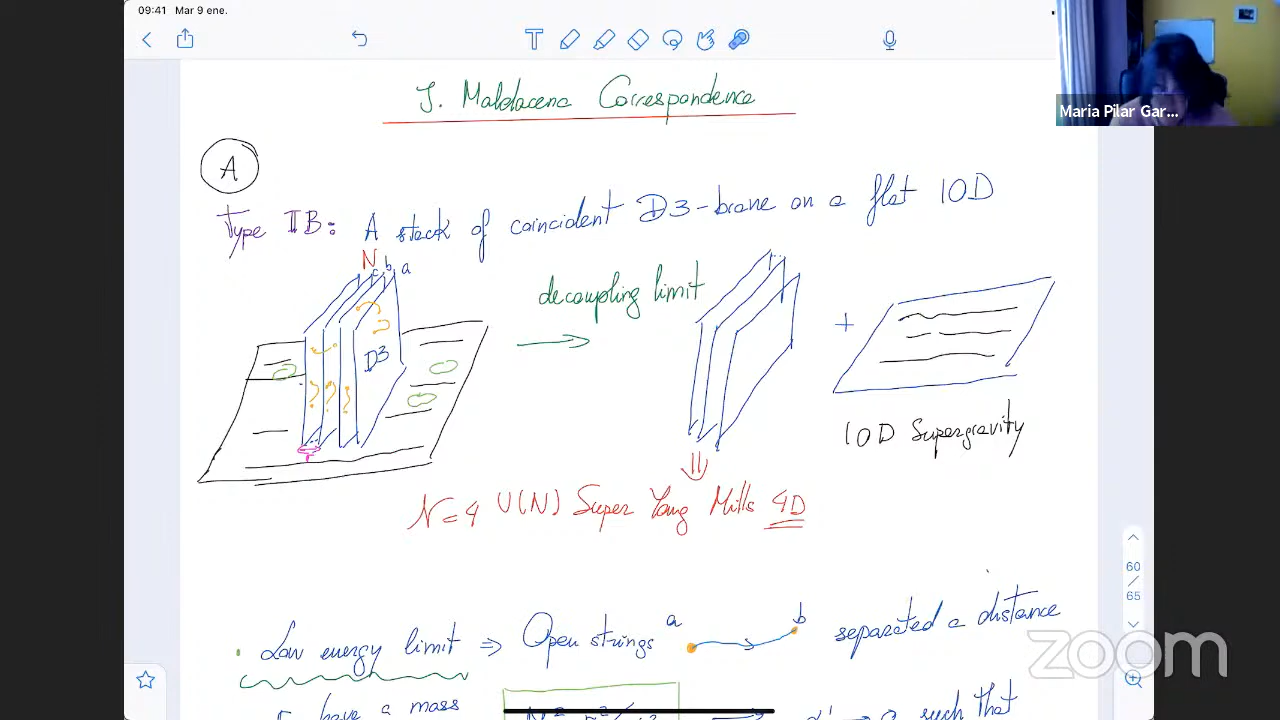 09:41 Mar 9 ene.
T
Maria Pilar Gar...
J. Maldacena Correspondence
A
Type IIB: A stack of coincident D3-brane on a flat 10D
N
c b a
decoupling limit
D3
+
10D Supergravity
N=4 U(N) Super Yang Mills 4D
60
/
65
• Low energy limit ⇒ Open strings a b separated a distance
have a mass
such that
zoom